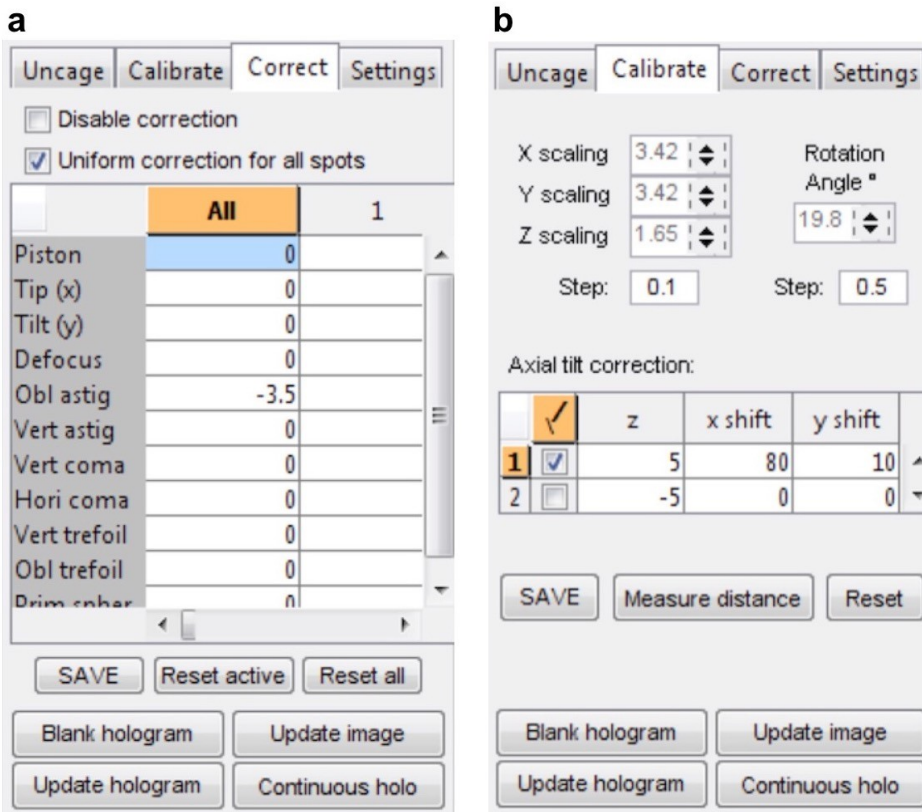 a
Uncage Calibrate Correct Settings
Disable correction
Uniform correction for all spots
All 1
Piston 0
Tip (x) 0
Tilt (y) 0
Defocus 0
Obl astig -3.5
Vert astig 0
Vert coma 0
Hori coma 0
Vert trefoil 0
Obl trefoil 0
Prim spher 0
SAVE Reset active Reset all
Blank hologram Update image
Update hologram Continuous holo
b
Uncage Calibrate Correct Settings
X scaling 3.42
Y scaling 3.42
Z scaling 1.65
Rotation
Angle °
19.8
Step: 0.1 Step: 0.5
Axial tilt correction:
z x shift y shift
1 5 80 10
2 -5 0 0
SAVE Measure distance Reset
Blank hologram Update image
Update hologram Continuous holo